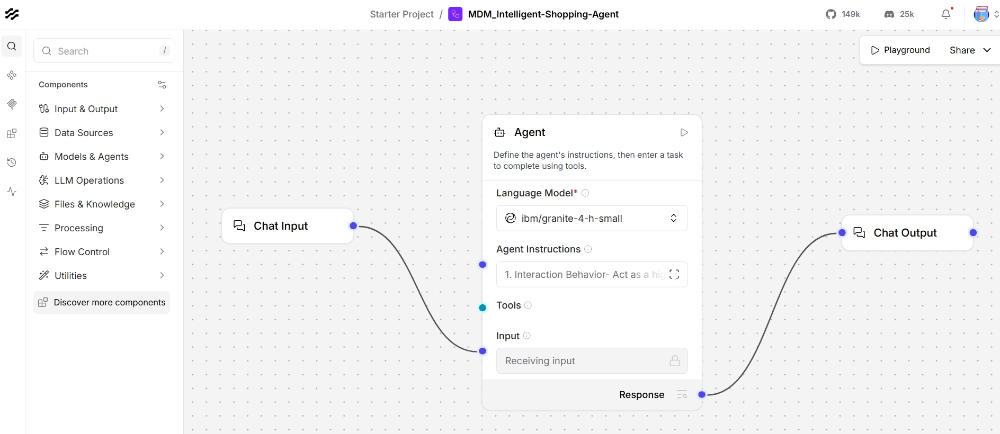 Starter Project / MDM_Intelligent-Shopping-Agent
149k
25k
Search /
Playground
Share
Components
Input & Output
Data Sources
Models & Agents
LLM Operations
Files & Knowledge
Processing
Flow Control
Utilities
Discover more components
Chat Input
Agent
Define the agent's instructions, then enter a task
to complete using tools.
Language Model*
ibm/granite-4-h-small
Agent Instructions
1. Interaction Behavior- Act as a hig
Tools
Input
Receiving input
Response
Chat Output